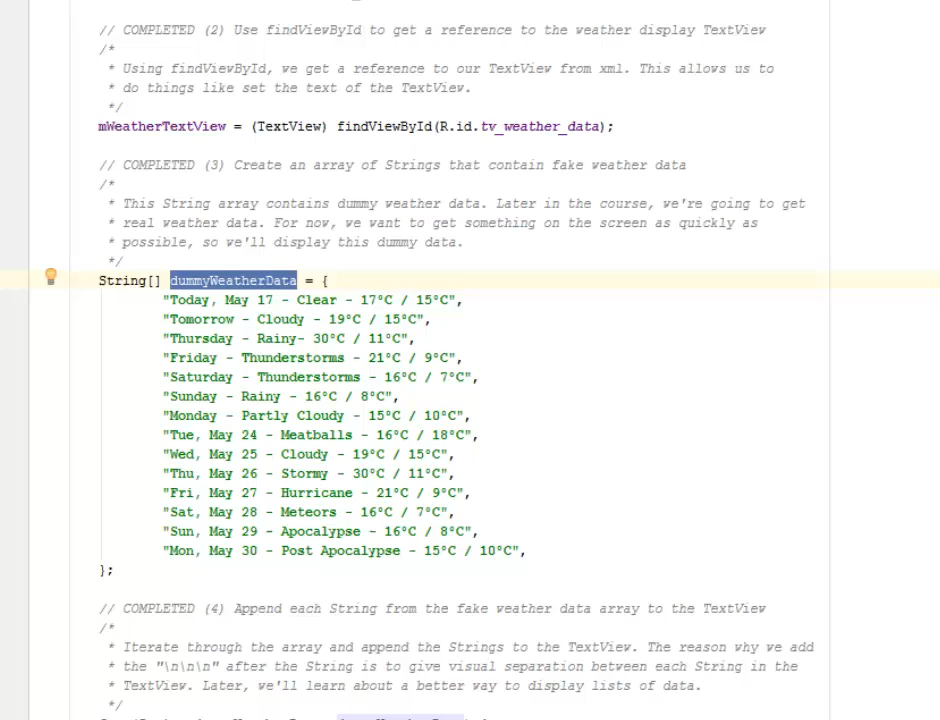 // COMPLETED (2) Use findViewById to get a reference to the weather display TextView
/*
* Using findViewById, we get a reference to our TextView from xml. This allows us to
* do things like set the text of the TextView.
*/
mWeatherTextView = (TextView) findViewById(R.id.tv_weather_data);
// COMPLETED (3) Create an array of Strings that contain fake weather data
/*
* This String array contains dummy weather data. Later in the course, we're going to get
* real weather data. For now, we want to get something on the screen as quickly as
* possible, so we'll display this dummy data.
*/
String[] dummyWeatherData = {
"Today, May 17 - Clear - 17°C / 15°C",
"Tomorrow - Cloudy - 19°C / 15°C",
"Thursday - Rainy- 30°C / 11°C",
"Friday - Thunderstorms - 21°C / 9°C",
"Saturday - Thunderstorms - 16°C / 7°C",
"Sunday - Rainy - 16°C / 8°C",
"Monday - Partly Cloudy - 15°C / 10°C",
"Tue, May 24 - Meatballs - 16°C / 18°C",
"Wed, May 25 - Cloudy - 19°C / 15°C",
"Thu, May 26 - Stormy - 30°C / 11°C",
"Fri, May 27 - Hurricane - 21°C / 9°C",
"Sat, May 28 - Meteors - 16°C / 7°C",
"Sun, May 29 - Apocalypse - 16°C / 8°C",
"Mon, May 30 - Post Apocalypse - 15°C / 10°C",
};
// COMPLETED (4) Append each String from the fake weather data array to the TextView
/*
* Iterate through the array and append the Strings to the TextView. The reason why we add
* the "\n\n\n" after the String is to give visual separation between each String in the
* TextView. Later, we'll learn about a better way to display lists of data.
*/